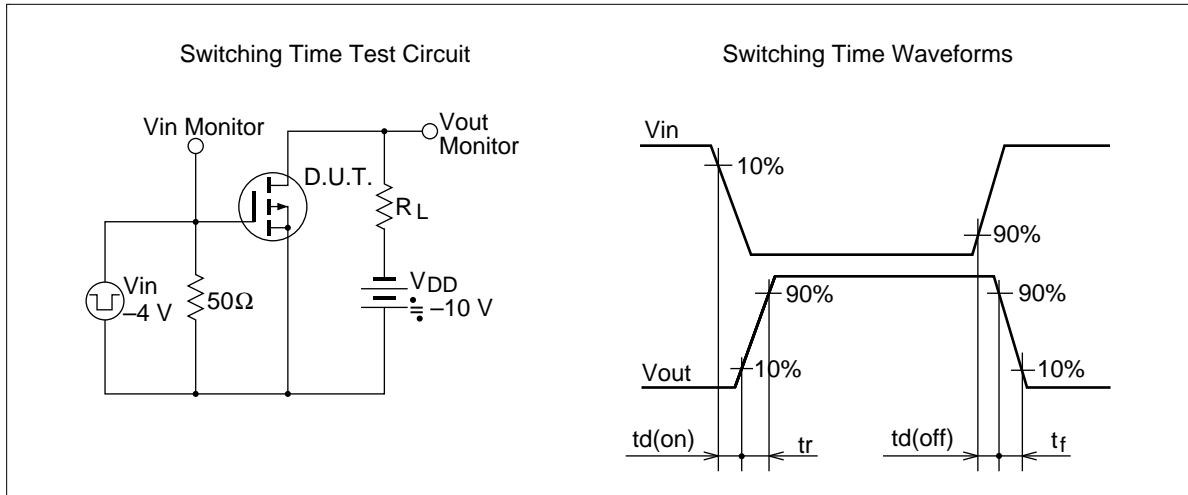 Switching Time Test Circuit
Vin Monitor
Vout
Monitor
D.U.T.
RL
Vin
–4 V
50Ω
VDD
≒ –10 V
Switching Time Waveforms
Vin
10%
90%
90%
90%
10%
10%
Vout
td(on)
tr
td(off)
tf